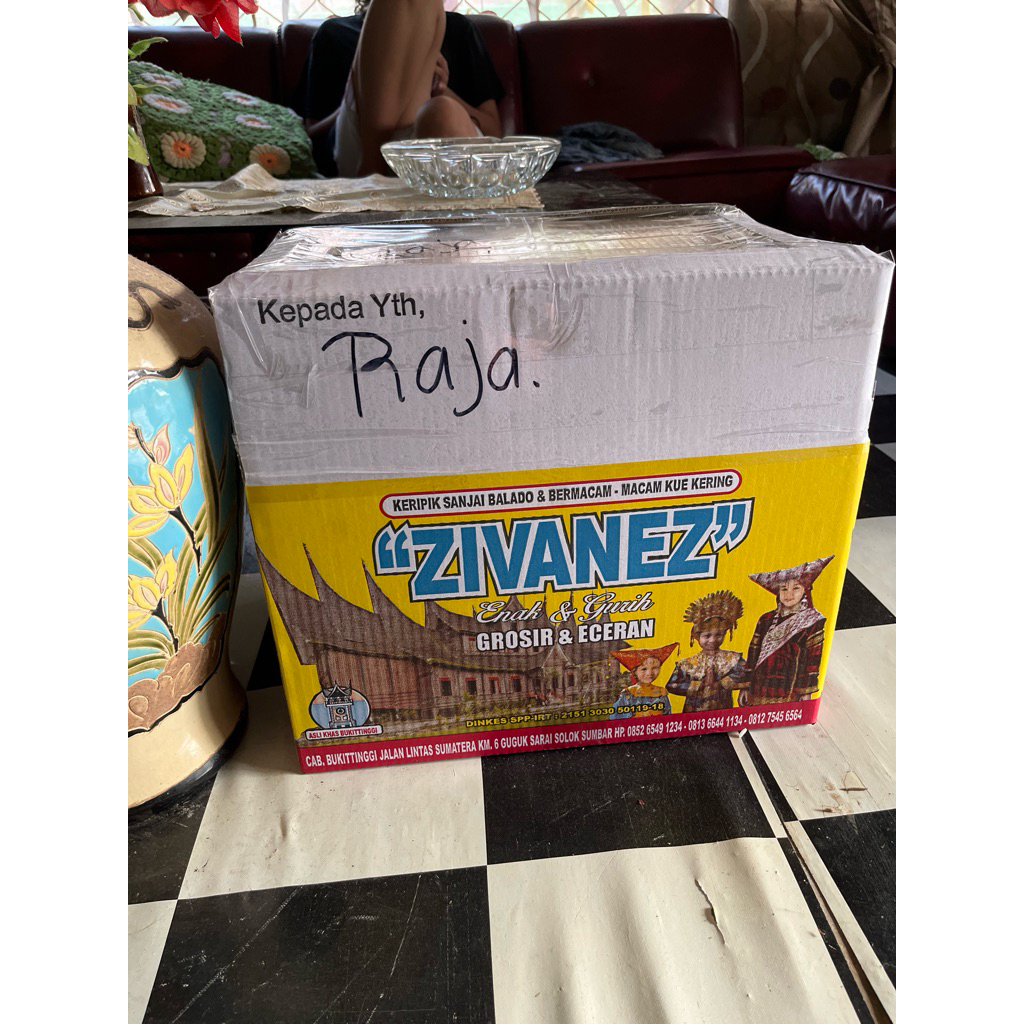 Kepada Yth,
Raja.
KERIPIK SANJAI BALADO & BERMACAM - MACAM KUE KERING
"ZIVANEZ"
Enak & Gurih
GROSIR & ECERAN
DINKES SPP-IRT : 2151 3030 50119-18
ASLI KHAS BUKITTINGGI
CAB. BUKITTINGGI JALAN LINTAS SUMATERA KM. 6 GUGUK SARAI SOLOK SUMBAR HP. 0852 6549 1234 - 0813 6644 1134 - 0812 7545 6564